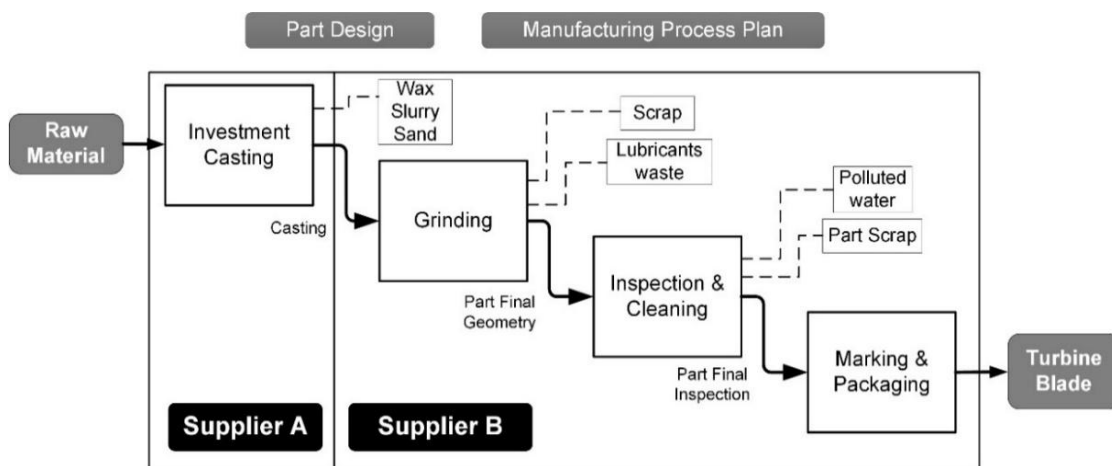 Part Design
Manufacturing Process Plan
Raw
Material
Investment
Casting
Wax
Slurry
Sand
Casting
Grinding
Scrap
Lubricants
waste
Part Final
Geometry
Inspection &
Cleaning
Polluted
water
Part Scrap
Part Final
Inspection
Marking &
Packaging
Turbine
Blade
Supplier A
Supplier B